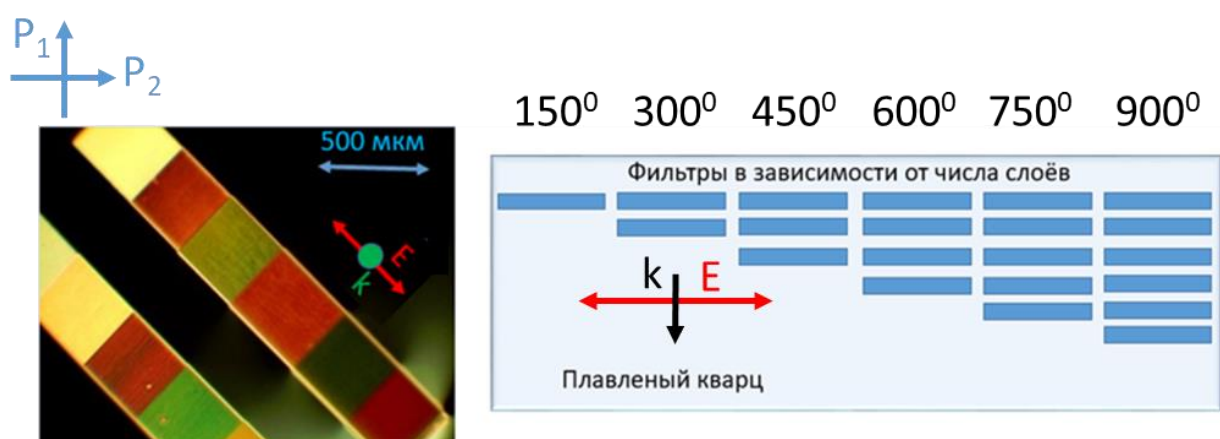 P₁
P₂
500 мкм
E
K
150⁰ 300⁰ 450⁰ 600⁰ 750⁰ 900⁰
Фильтры в зависимости от числа слоёв
k E
Плавленый кварц